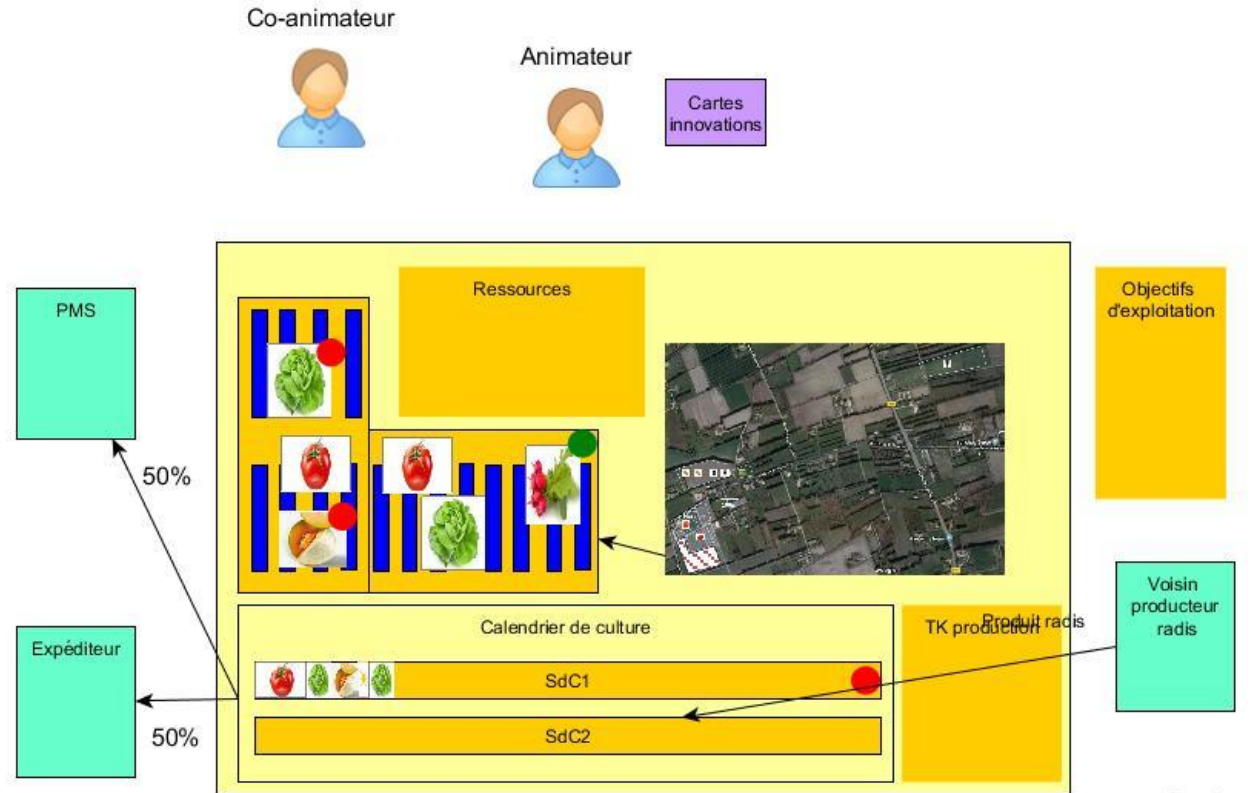 Co-animateur
Animateur
Cartes
innovations
Ressources
Objectifs
d'exploitation
PMS
50%
Voisin
producteur
radis
Calendrier de culture
TK production
Produit radis
Expéditeur
SdC1
50%
SdC2